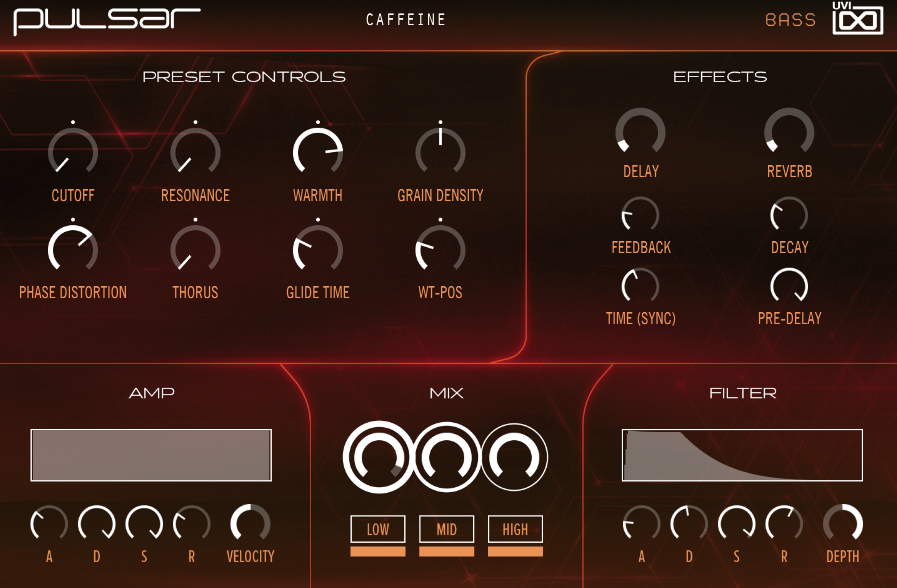 pulsar
CAFFEINE
BASS
UVI
PRESET CONTROLS
CUTOFF RESONANCE WARMTH GRAIN DENSITY
PHASE DISTORTION THORUS GLIDE TIME WT-POS
EFFECTS
DELAY REVERB
FEEDBACK DECAY
TIME (SYNC) PRE-DELAY
AMP
A D S R VELOCITY
MIX
LOW MID HIGH
FILTER
A D S R DEPTH